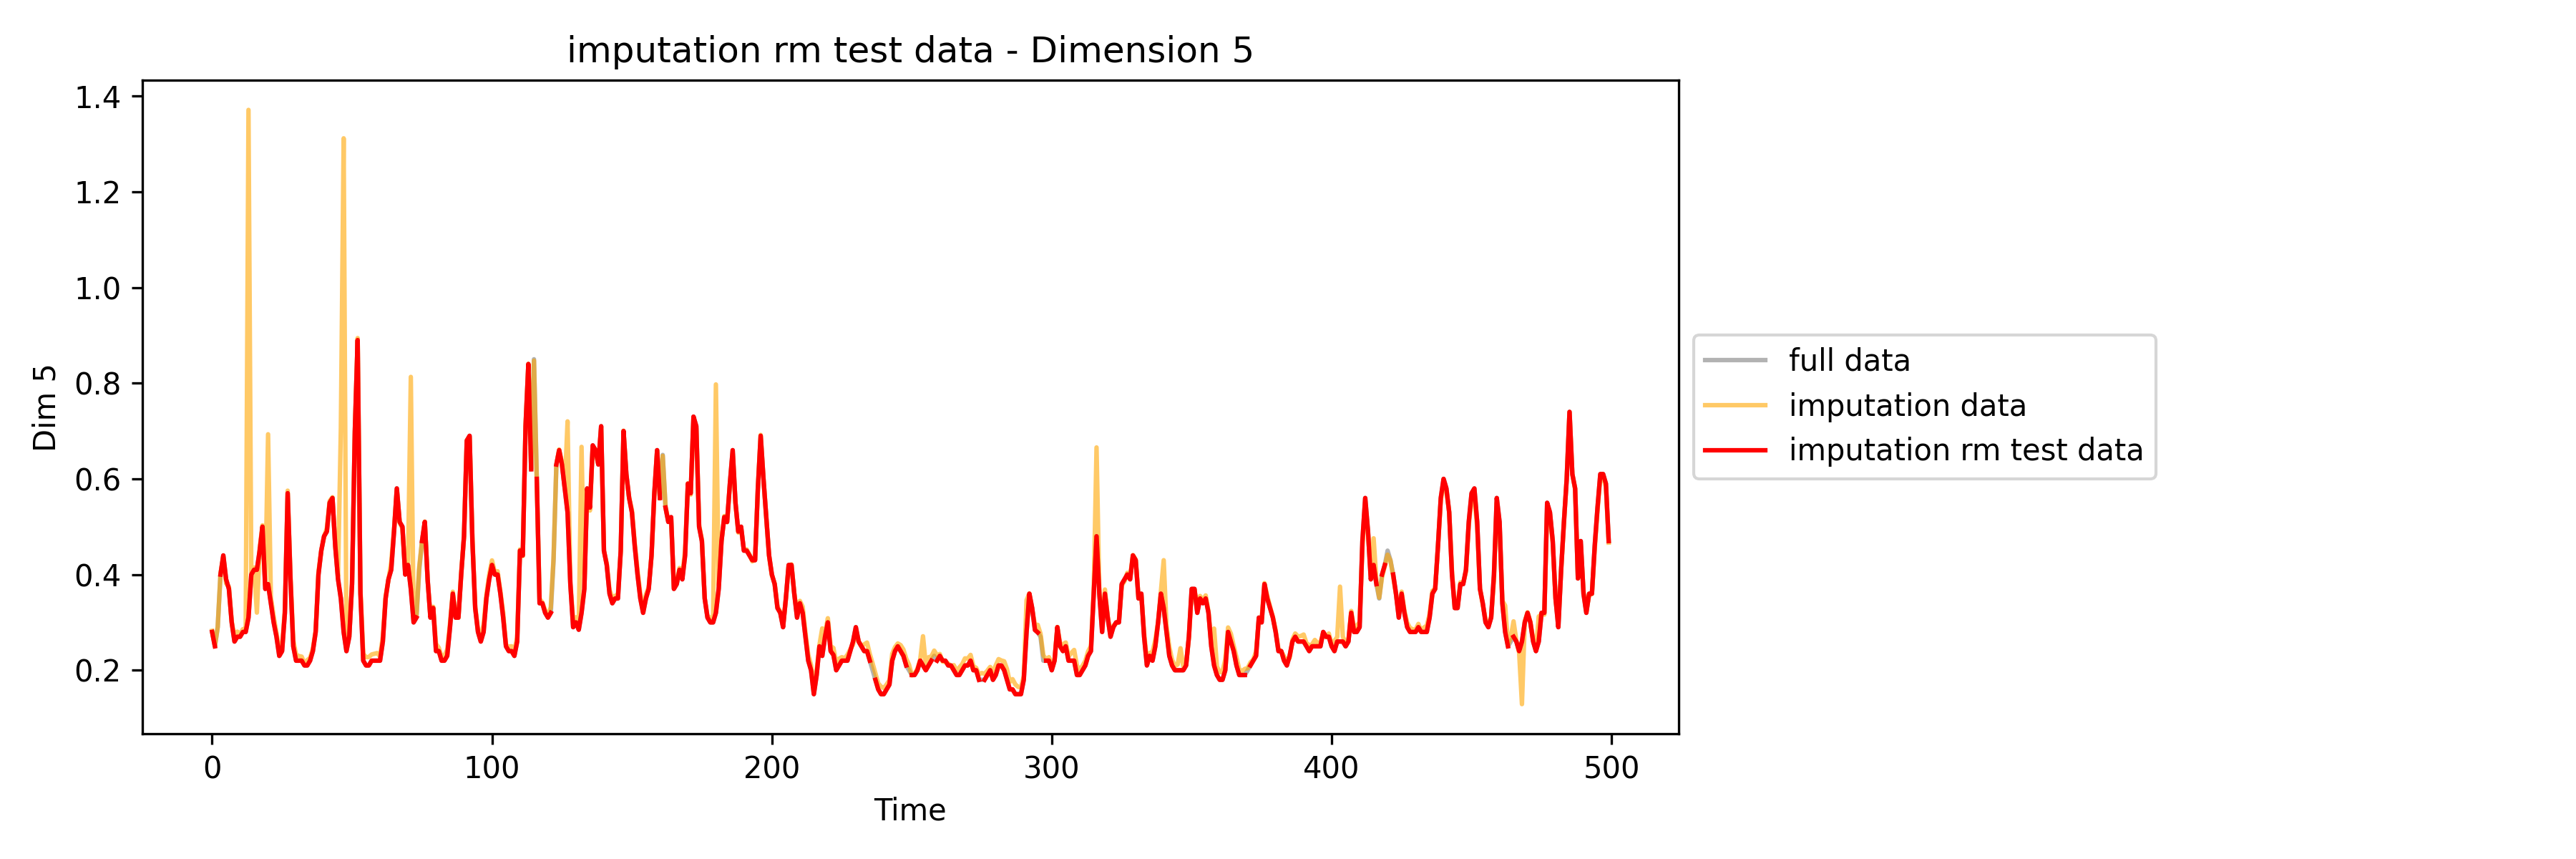 imputation rm test data - Dimension 5
1.4
1.2
1.0
0.8
0.6
0.4
0.2
Dim 5
0 100 200 300 400 500
Time
full data
imputation data
imputation rm test data